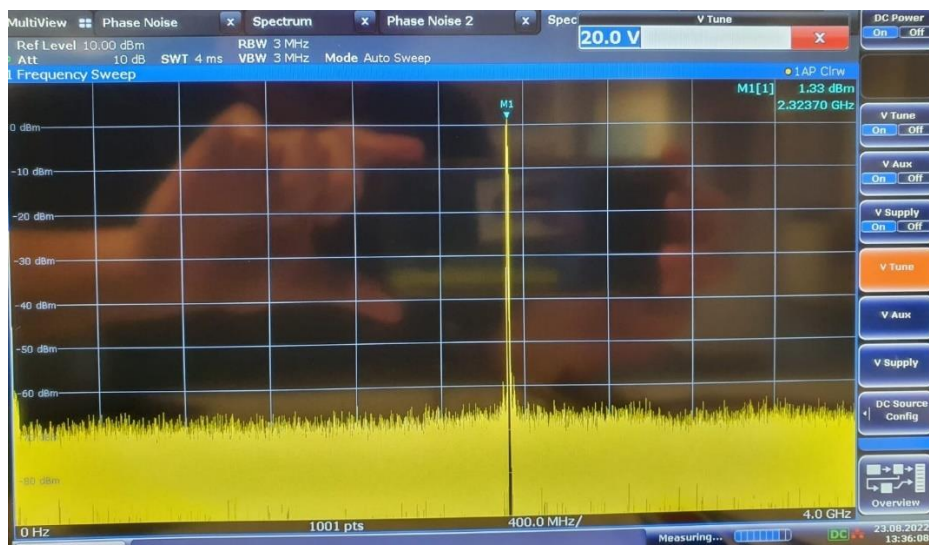 MultiView Phase Noise x Spectrum x Phase Noise 2 x Spec
V Tune
20.0 V x
Ref Level 10.00 dBm RBW 3 MHz
Att 10 dB SWT 4 ms VBW 3 MHz Mode Auto Sweep
1 Frequency Sweep 1AP Clrw
M1[1] 1.33 dBm
2.32370 GHz
M1
0 dBm
-10 dBm
-20 dBm
-30 dBm
-40 dBm
-50 dBm
-60 dBm
-80 dBm
0 Hz 1001 pts 400.0 MHz/ 4.0 GHz
Measuring... DC 23.08.2022
13:36:08
DC Power
On Off
V Tune
On Off
V Aux
On Off
V Supply
On Off
V Tune
V Aux
V Supply
DC Source
Config
Overview